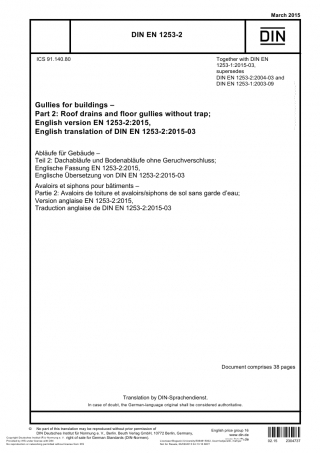 March 2015
DIN EN 1253-2
DIN
ICS 91.140.80
Together with DIN EN
1253-1:2015-03,
supersedes
DIN EN 1253-2:2004-03 and
DIN EN 1253-1:2003-09
Gullies for buildings –
Part 2: Roof drains and floor gullies without trap;
English version EN 1253-2:2015,
English translation of DIN EN 1253-2:2015-03
Abläufe für Gebäude –
Teil 2: Dachabläufe und Bodenabläufe ohne Geruchverschluss;
Englische Fassung EN 1253-2:2015,
Englische Übersetzung von DIN EN 1253-2:2015-03
Avaloirs et siphons pour bâtiments –
Partie 2: Avaloirs de toiture et avaloirs/siphons de sol sans garde d'eau;
Version anglaise EN 1253-2:2015,
Traduction anglaise de DIN EN 1253-2:2015-03
Document comprises 38 pages
Translation by DIN-Sprachendienst.
In case of doubt, the German-language original shall be considered authoritative.
© No part of this translation may be reproduced without prior permission of
DIN Deutsches Institut für Normung e. V., Berlin. Beuth Verlag GmbH, 10772 Berlin, Germany,
right of sale for German Standards (DIN-Normen).
English price group 16
www.din.de